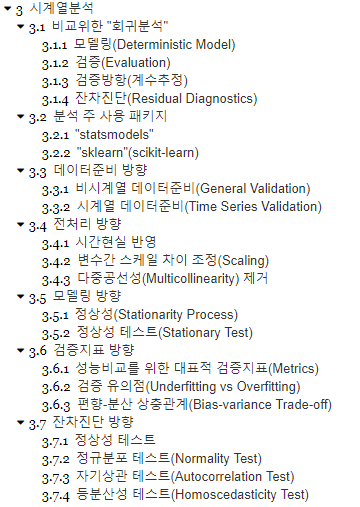 3 시계열분석
3.1 비교위한 "회귀분석"
3.1.1 모델링(Deterministic Model)
3.1.2 검증(Evaluation)
3.1.3 검증방향(계수추정)
3.1.4 잔차진단(Residual Diagnostics)
3.2 분석 주 사용 패키지
3.2.1 "statsmodels"
3.2.2 "sklearn"(scikit-learn)
3.3 데이터준비 방향
3.3.1 비시계열 데이터준비(General Validation)
3.3.2 시계열 데이터준비(Time Series Validation)
3.4 전처리 방향
3.4.1 시간현실 반영
3.4.2 변수간 스케일 차이 조정(Scaling)
3.4.3 다중공선성(Multicollinearity) 제거
3.5 모델링 방향
3.5.1 정상성(Stationarity Process)
3.5.2 정상성 테스트(Stationary Test)
3.6 검증지표 방향
3.6.1 성능비교를 위한 대표적 검증지표(Metrics)
3.6.2 검증 유의점(Underfitting vs Overfitting)
3.6.3 편향-분산 상충관계(Bias-variance Trade-off)
3.7 잔차진단 방향
3.7.1 정상성 테스트
3.7.2 정규분포 테스트(Normality Test)
3.7.3 자기상관 테스트(Autocorrelation Test)
3.7.4 등분산성 테스트(Homoscedasticity Test)